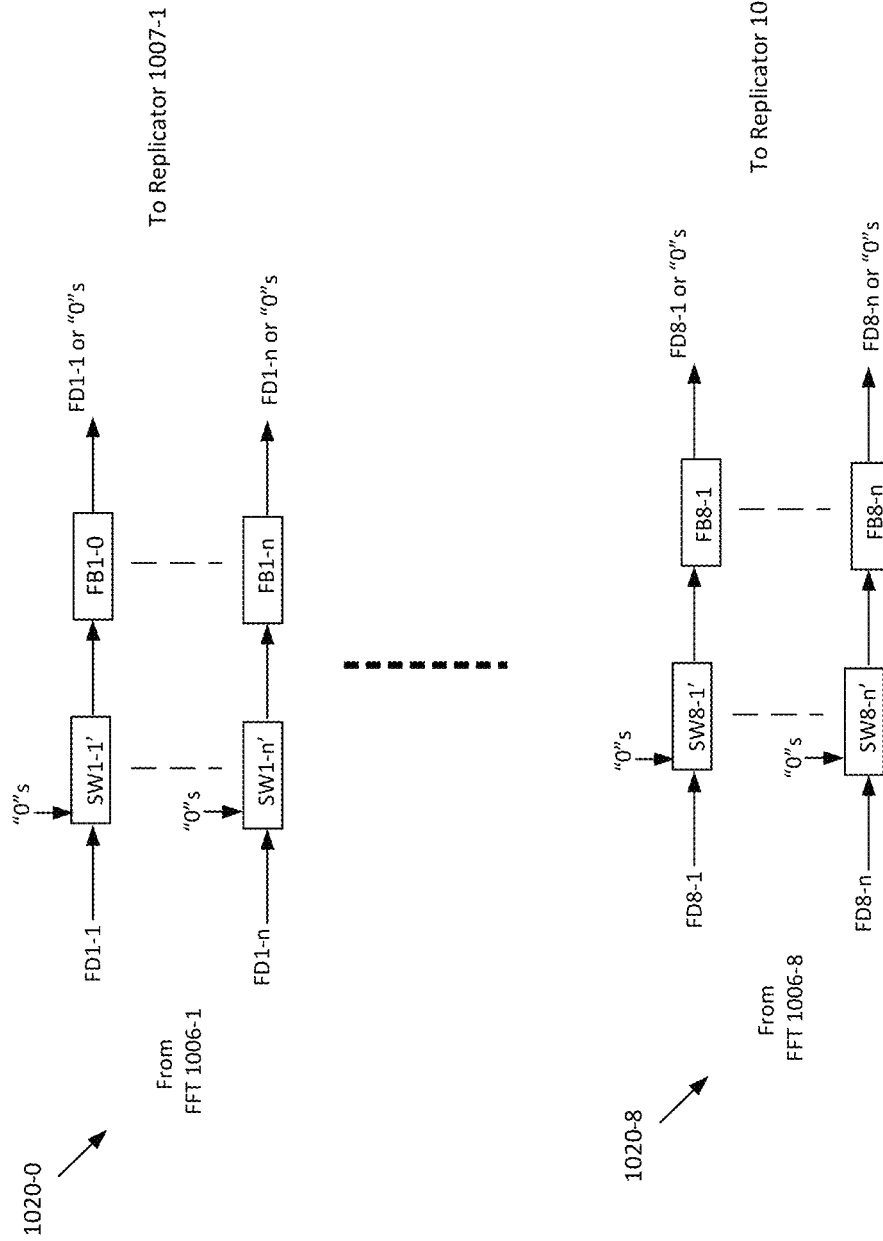 1020-0
From
FFT 1006-1
To Replicator 1007-1
"0"s
FD1-1
SW1-1'
FB1-0
FD1-1 or "0"s
"0"s
FD1-n
SW1-n'
FB1-n
FD1-n or "0"s
1020-8
From
FFT 1006-8
To Replicator 10
"0"s
FD8-1
SW8-1'
FB8-1
FD8-1 or "0"s
"0"s
FD8-n
SW8-n'
FB8-n
FD8-n or "0"s